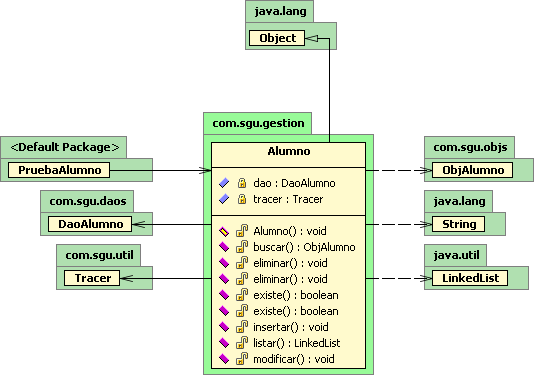 java.lang
Object
com.sgu.gestion
Alumno
dao : DaoAlumno
tracer : Tracer
Alumno() : void
buscar() : ObjAlumno
eliminar() : void
eliminar() : void
existe() : boolean
existe() : boolean
insertar() : void
listar() : LinkedList
modificar() : void
<Default Package>
PruebaAlumno
com.sgu.daos
DaoAlumno
com.sgu.util
Tracer
com.sgu.objs
ObjAlumno
java.lang
String
java.util
LinkedList